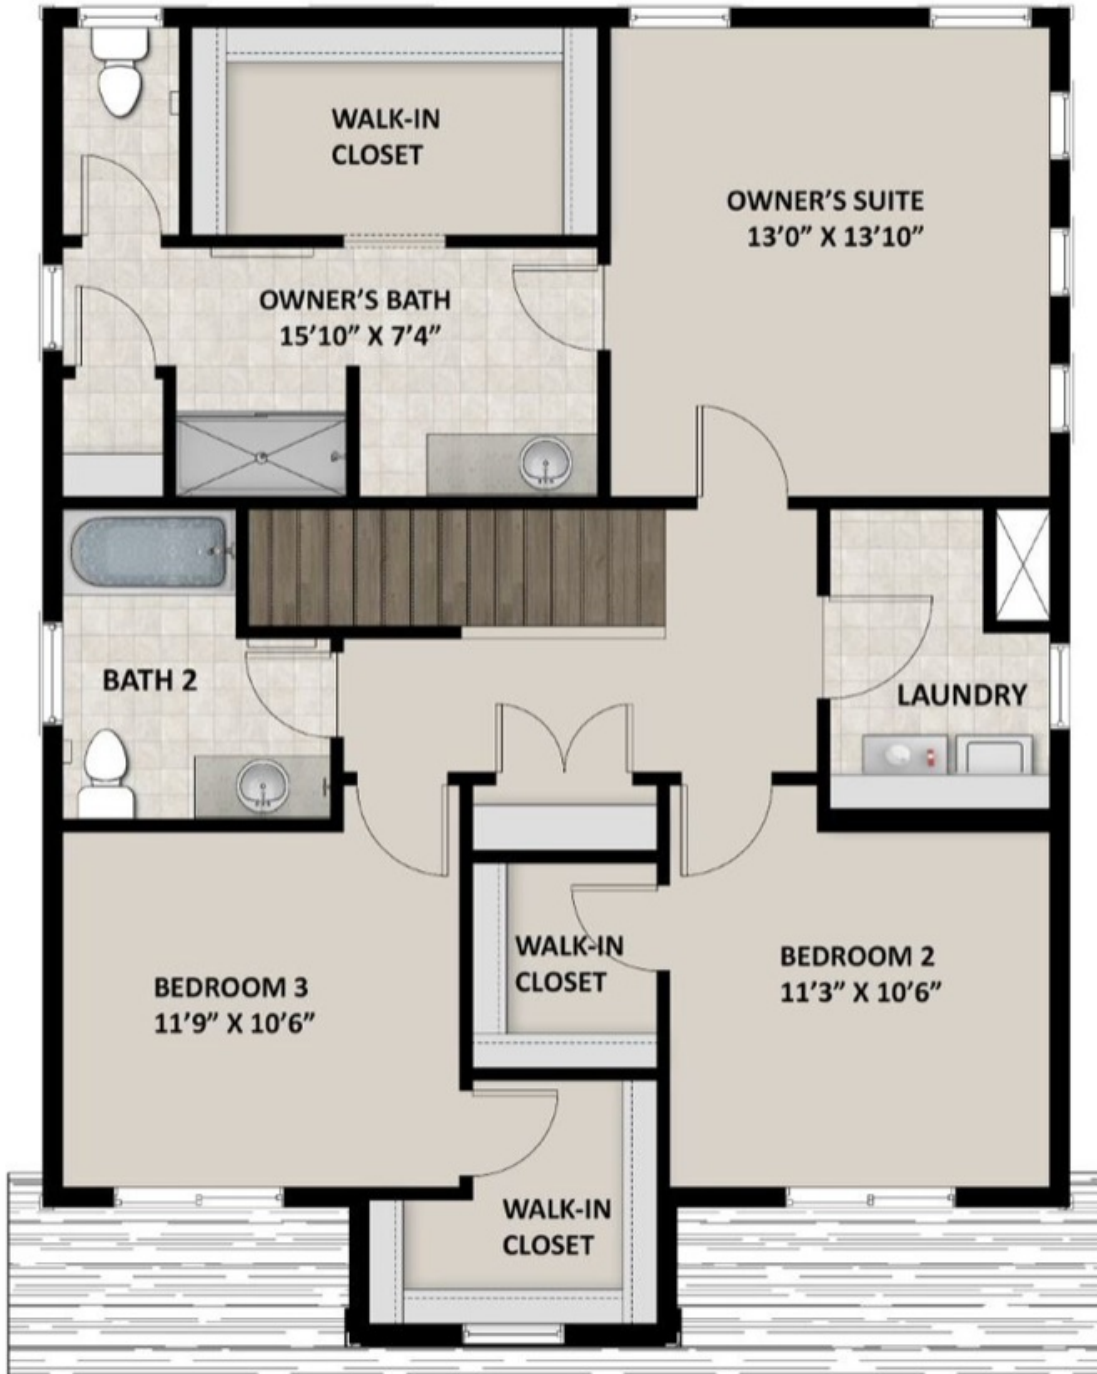 WALK-IN
CLOSET
OWNER’S SUITE
13’0” X 13’10”
OWNER’S BATH
15’10” X 7’4”
BATH 2
LAUNDRY
WALK-IN
CLOSET
BEDROOM 2
11’3” X 10’6”
BEDROOM 3
11’9” X 10’6”
WALK-IN
CLOSET